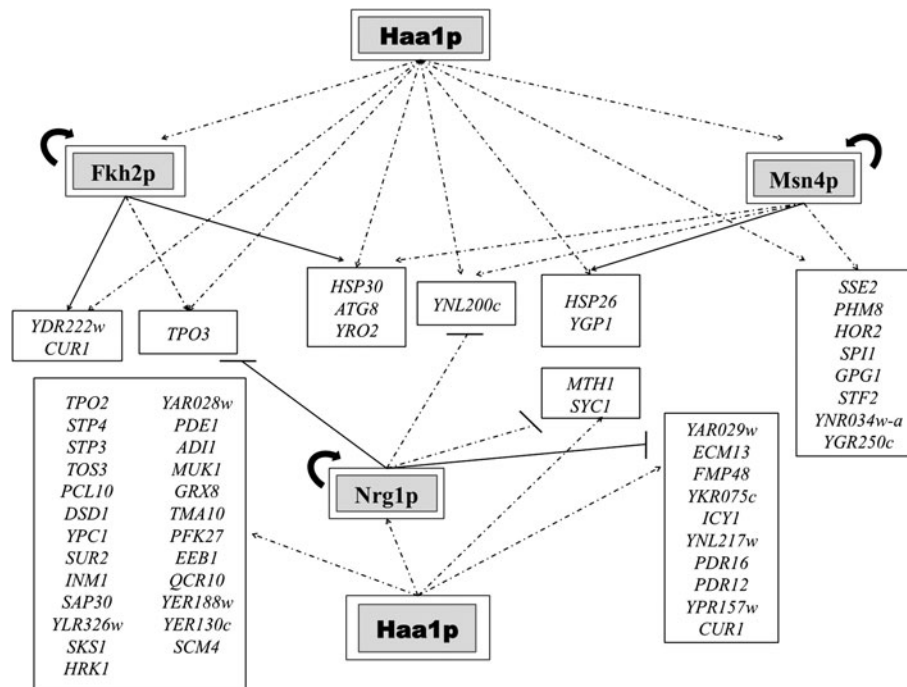 Haa1p
Fkh2p
Msn4p
YDR222w
CUR1
TPO3
HSP30
ATG8
YRO2
YNL200c
HSP26
YGP1
SSE2
PHM8
HOR2
SPI1
GPG1
STF2
YNR034w-a
YGR250c
MTH1
SYC1
TPO2 YAR028w
STP4 PDE1
STP3 ADI1
TOS3 MUK1
PCL10 GRX8
DSD1 TMA10
YPC1 PFK27
SUR2 EEB1
INM1 QCR10
SAP30 YER188w
YLR326w YER130c
SKS1 SCM4
HRK1
Nrg1p
YAR029w
ECM13
FMP48
YKR075c
ICY1
YNL217w
PDR16
PDR12
YPR157w
CUR1
Haa1p